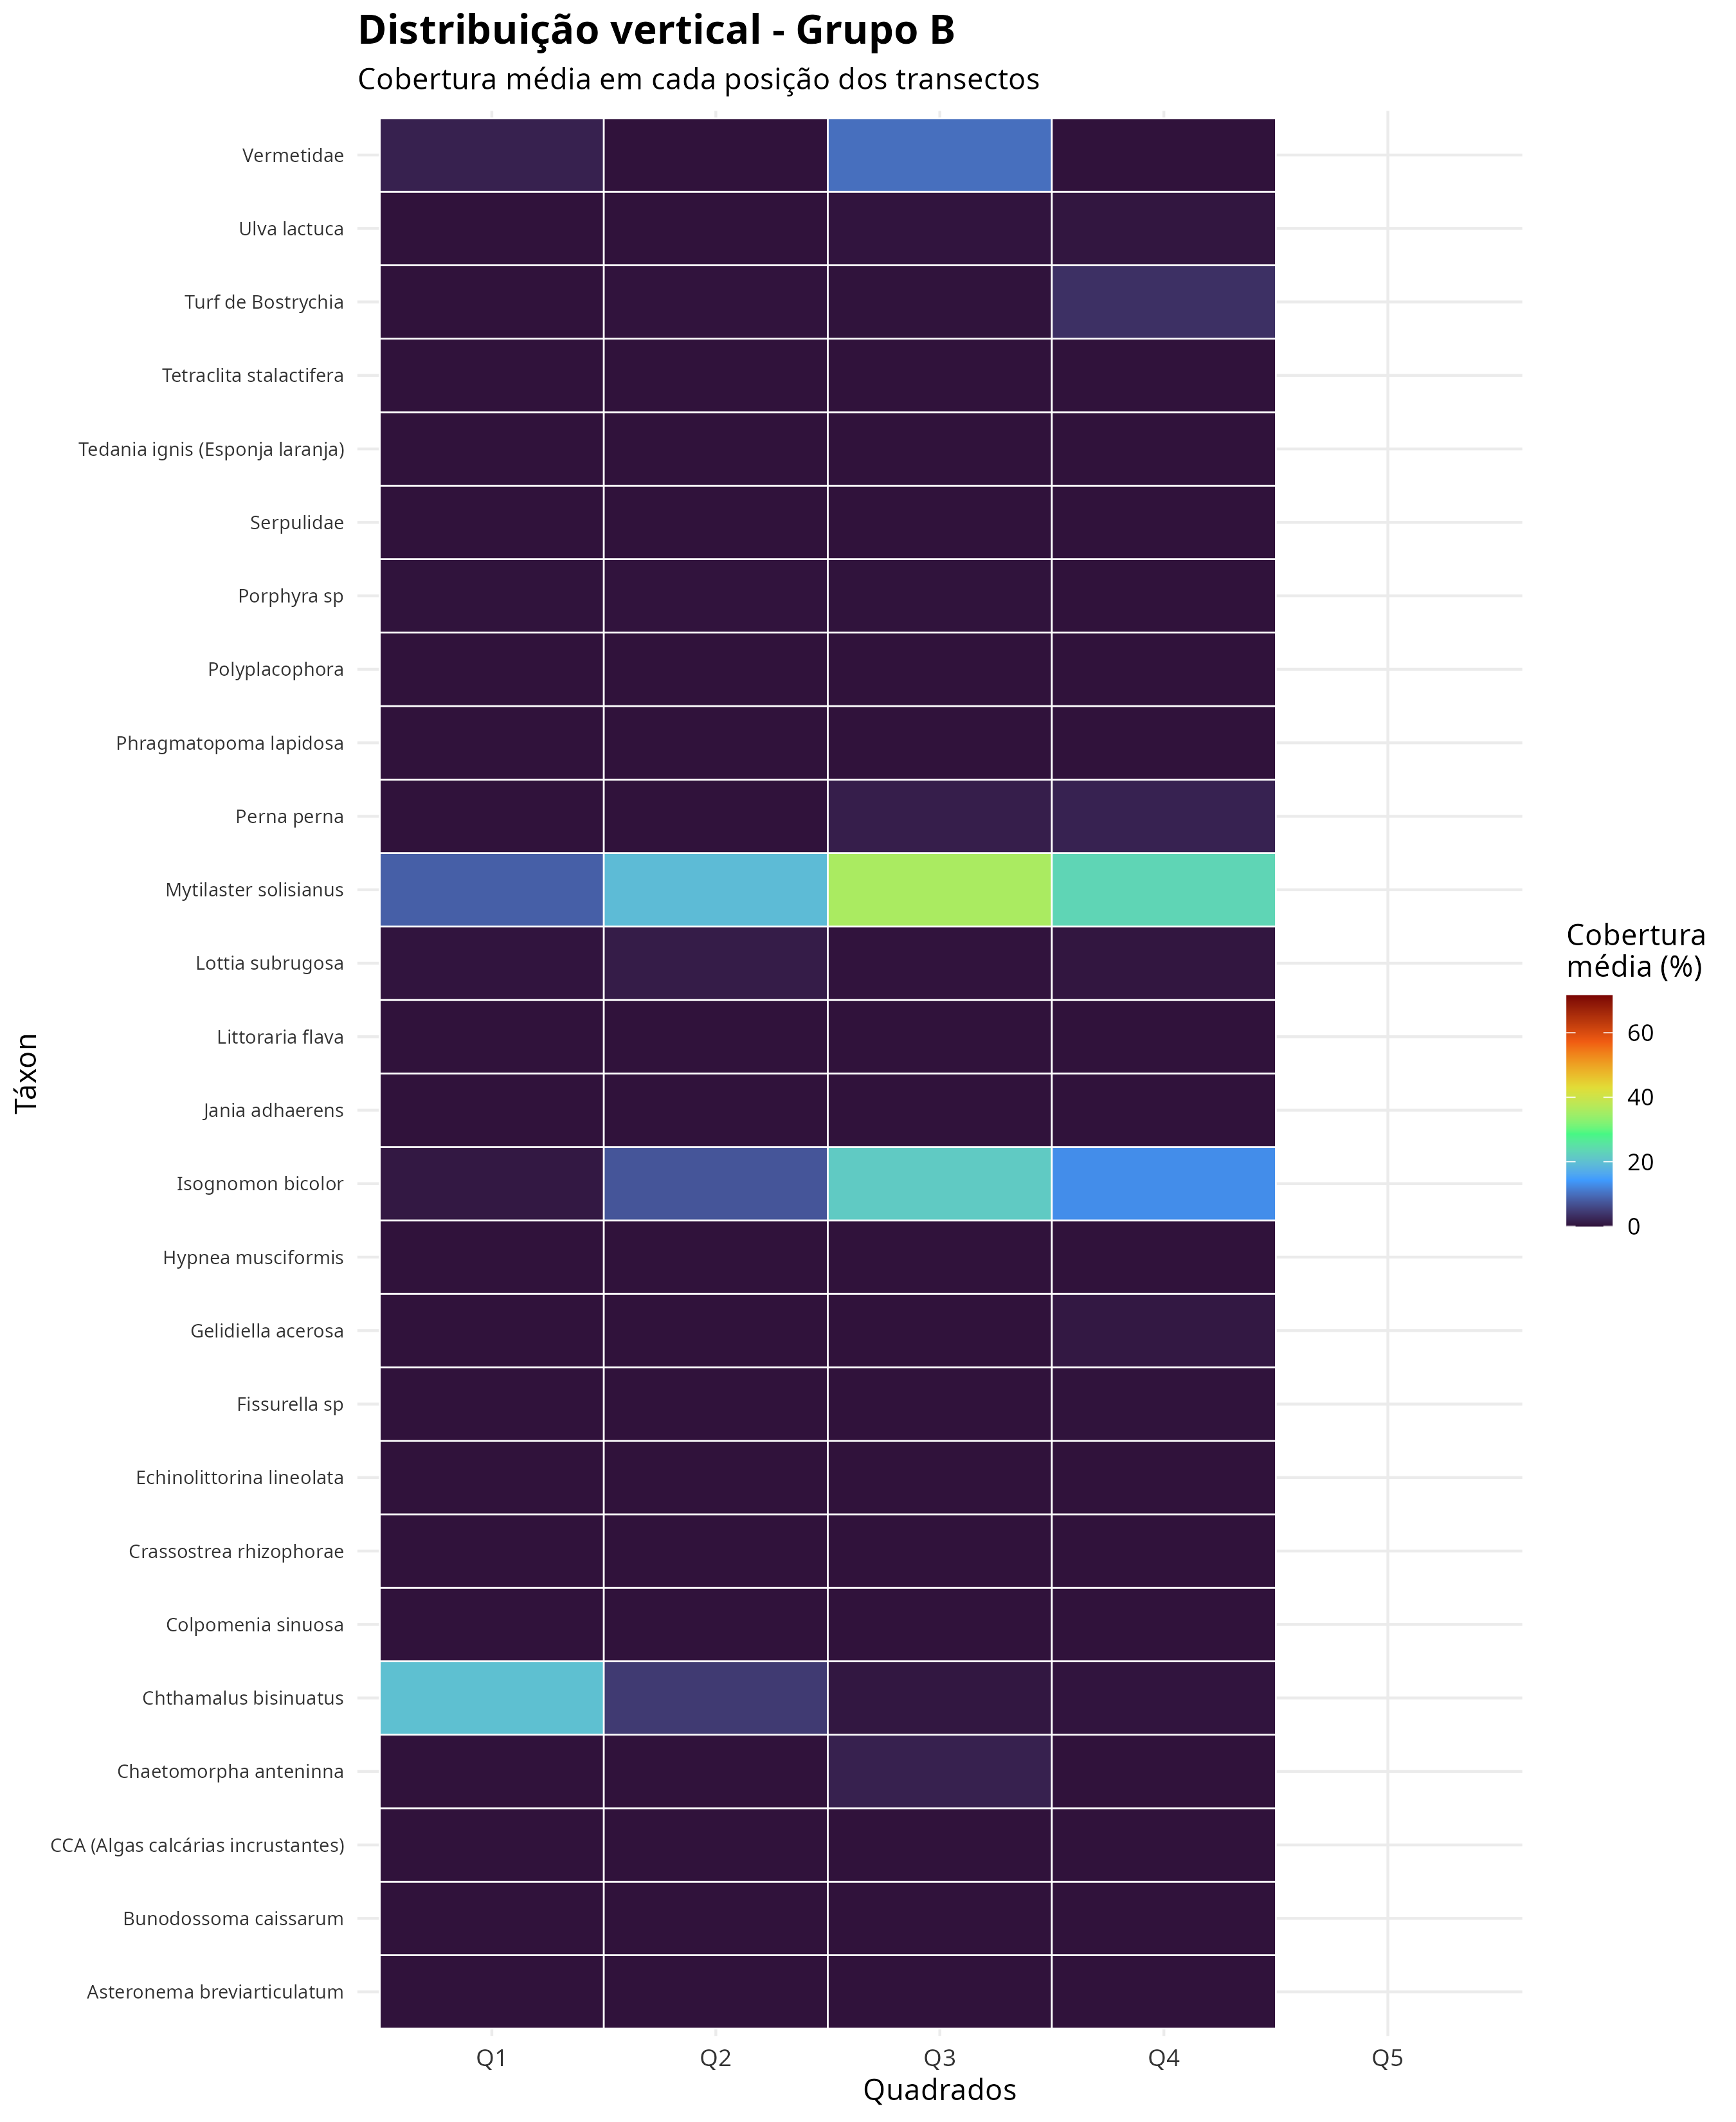 Distribuição vertical - Grupo B
Cobertura média em cada posição dos transectos
Táxon
Vermetidae
Ulva lactuca
Turf de Bostrychia
Tetraclita stalactifera
Tedania ignis (Esponja laranja)
Serpulidae
Porphyra sp
Polyplacophora
Phragmatopoma lapidosa
Perna perna
Mytilaster solisianus
Lottia subrugosa
Littoraria flava
Jania adhaerens
Isognomon bicolor
Hypnea musciformis
Gelidiella acerosa
Fissurella sp
Echinolittorina lineolata
Crassostrea rhizophorae
Colpomenia sinuosa
Chthamalus bisinuatus
Chaetomorpha anteninna
CCA (Algas calcárias incrustantes)
Bunodossoma caissarum
Asteronema breviarticulatum
Q1 Q2 Q3 Q4 Q5
Quadrados
Cobertura
média (%)
60
40
20
0